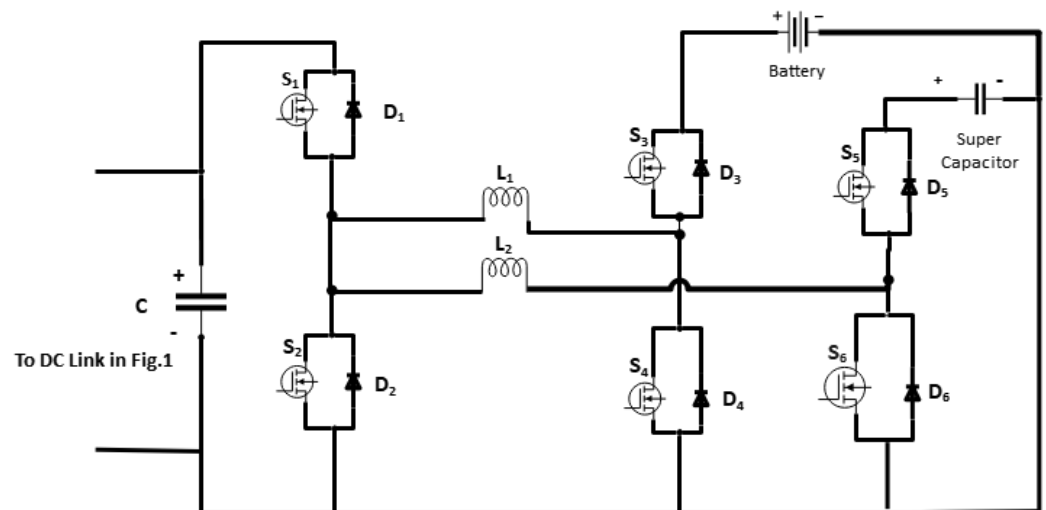 + −
Battery
+ -
Super
Capacitor
S₁
D₁
S₃
D₃
S₅
D₅
L₁
L₂
+
C
-
To DC Link in Fig.1
S₂
D₂
S₄
D₄
S₆
D₆